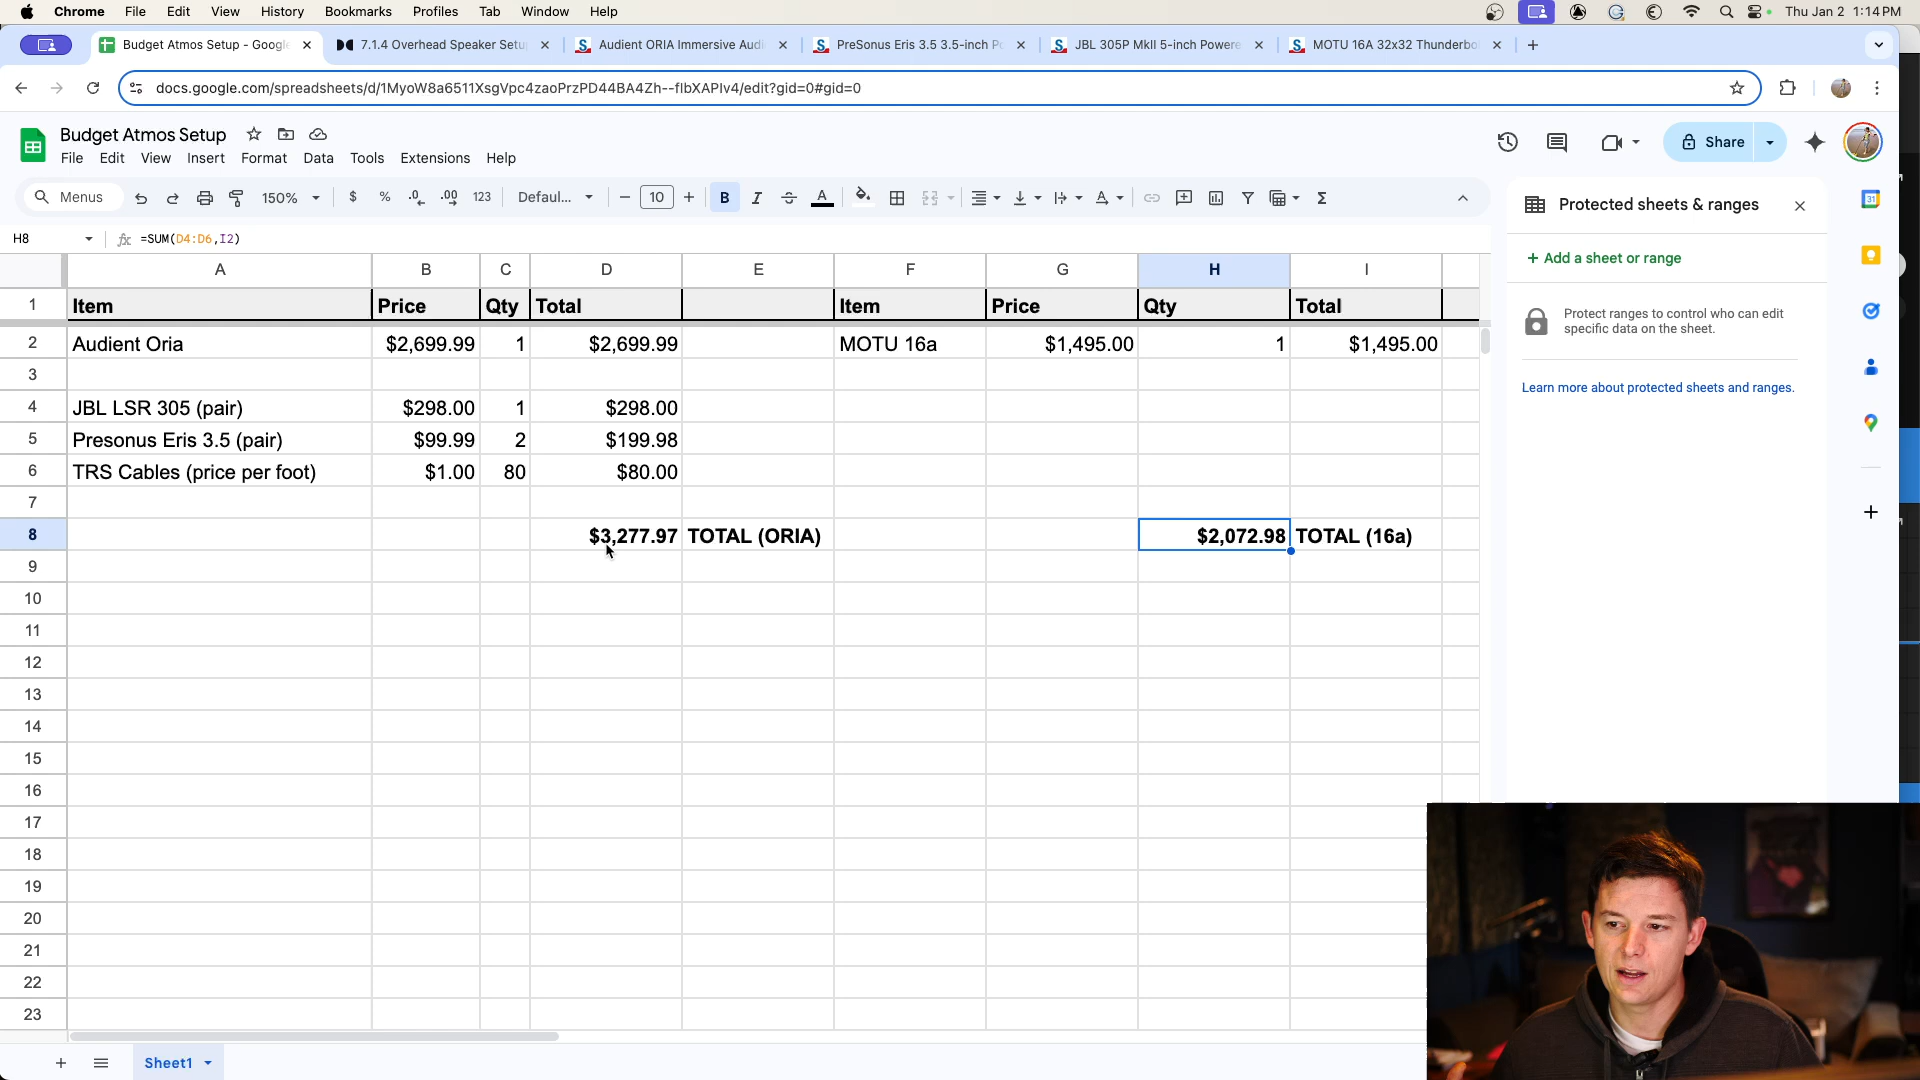 Chrome File Edit View History Bookmarks Profiles Tab Window Help Thu Jan 2 1:14 PM
Budget Atmos Setup - Google 7.1.4 Overhead Speaker Setu Audient ORIA Immersive Audi PreSonus Eris 3.5 3.5-inch Po JBL 305P MkII 5-inch Powere MOTU 16A 32x32 Thunderbol
docs.google.com/spreadsheets/d/1MyoW8a6511XsgVpc4zaoPrzPD44BA4Zh--flbXAPIv4/edit?gid=0#gid=0
Budget Atmos Setup
File Edit View Insert Format Data Tools Extensions Help
Share
Menus 150% $ % .0 .00 123 Defaul... 10 B I A Σ
H8 fx =SUM(D4:D6,I2)
A B C D E F G H I
1 Item Price Qty Total Item Price Qty Total
2 Audient Oria $2,699.99 1 $2,699.99 MOTU 16a $1,495.00 1 $1,495.00
3
4 JBL LSR 305 (pair) $298.00 1 $298.00
5 Presonus Eris 3.5 (pair) $99.99 2 $199.98
6 TRS Cables (price per foot) $1.00 80 $80.00
7
8 $3,277.97 TOTAL (ORIA) $2,072.98 TOTAL (16a)
9
10
11
12
13
14
15
16
17
18
19
20
21
22
23
Sheet1
Protected sheets & ranges
+ Add a sheet or range
Protect ranges to control who can edit
specific data on the sheet.
Learn more about protected sheets and ranges.
31